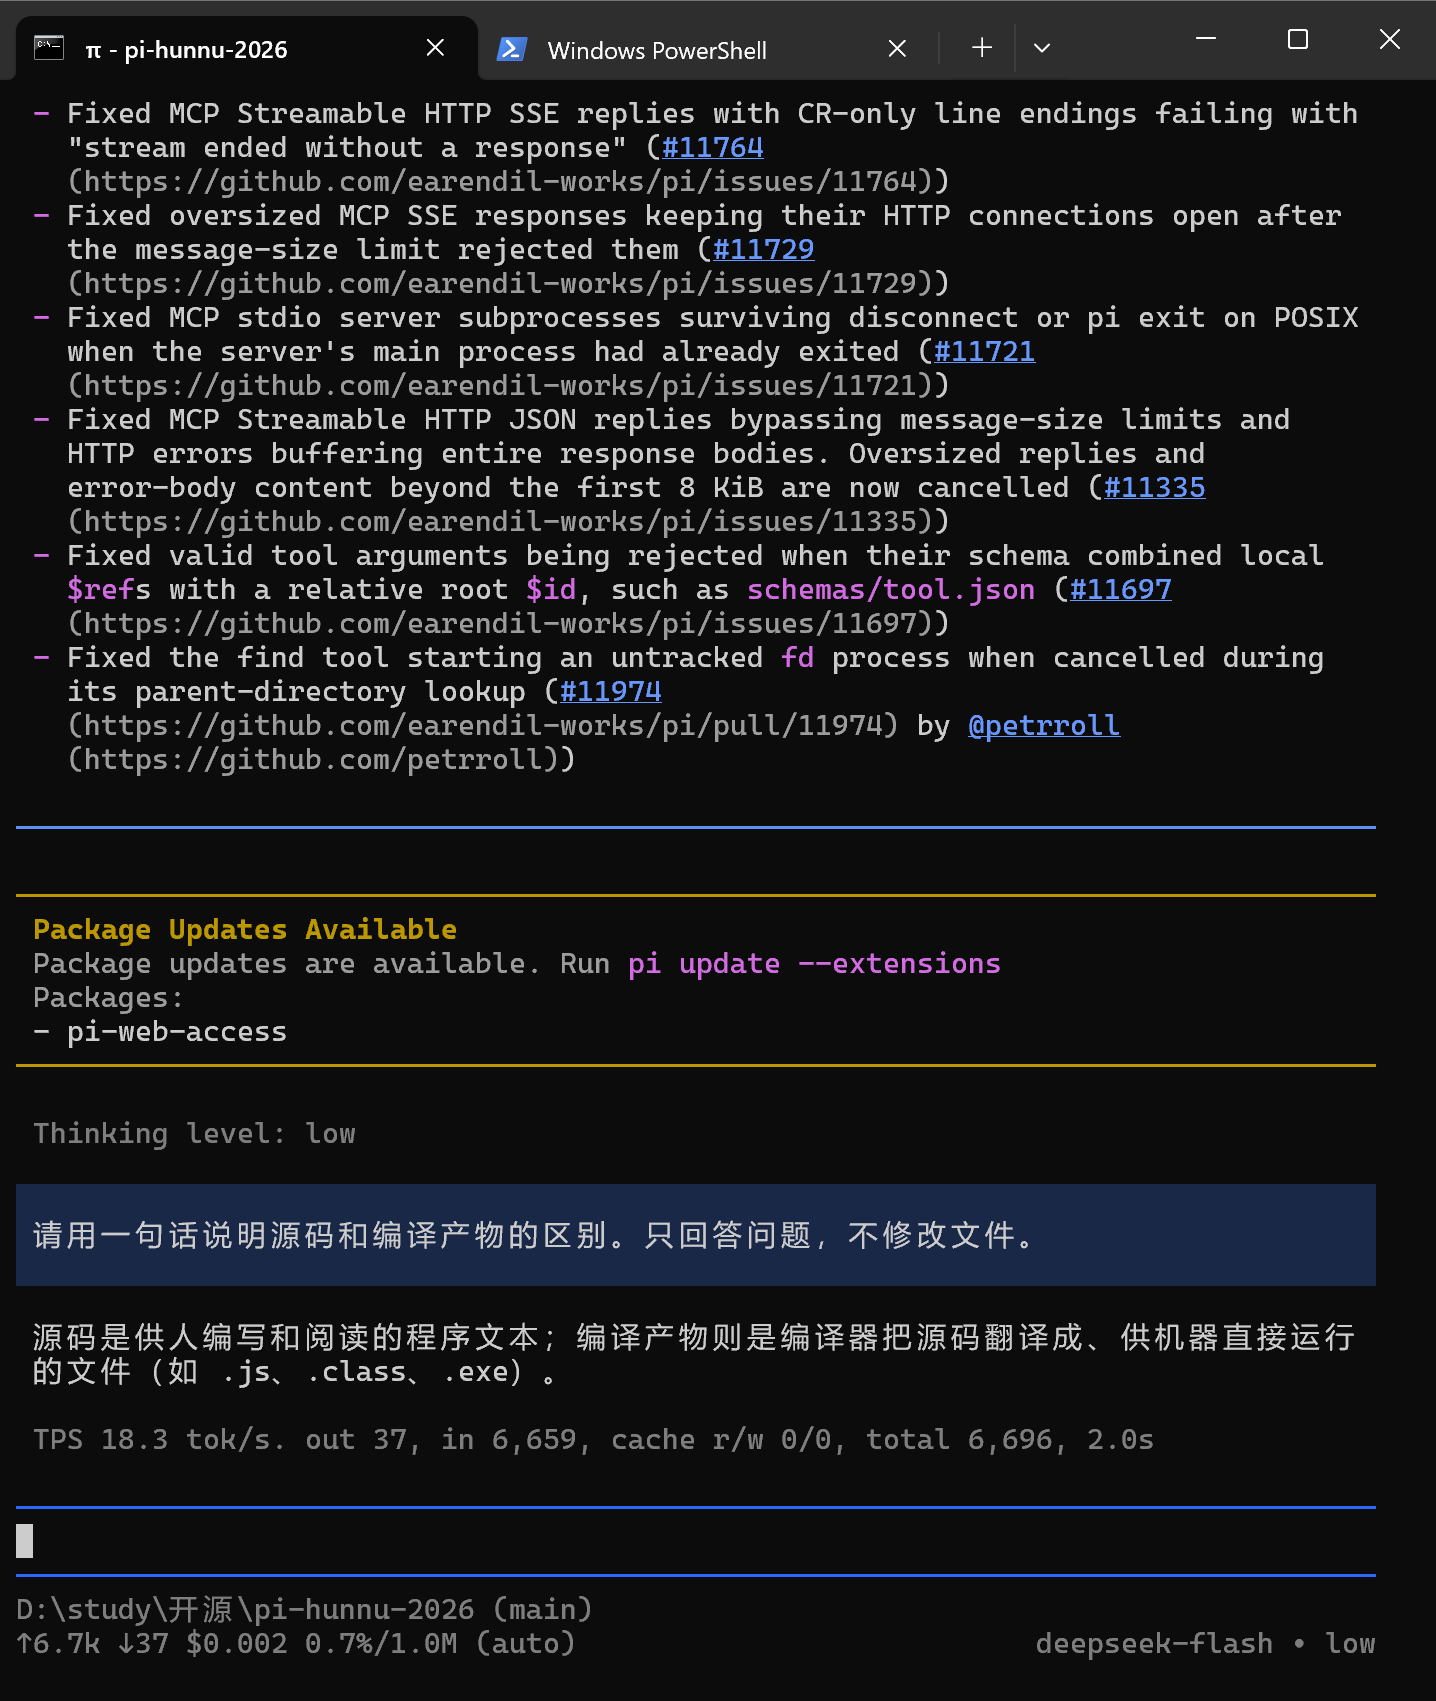 π - pi-hunnu-2026
Windows PowerShell
- Fixed MCP Streamable HTTP SSE replies with CR-only line endings failing with
"stream ended without a response" (#11764
(https://github.com/earendil-works/pi/issues/11764))
- Fixed oversized MCP SSE responses keeping their HTTP connections open after
the message-size limit rejected them (#11729
(https://github.com/earendil-works/pi/issues/11729))
- Fixed MCP stdio server subprocesses surviving disconnect or pi exit on POSIX
when the server's main process had already exited (#11721
(https://github.com/earendil-works/pi/issues/11721))
- Fixed MCP Streamable HTTP JSON replies bypassing message-size limits and
HTTP errors buffering entire response bodies. Oversized replies and
error-body content beyond the first 8 KiB are now cancelled (#11335
(https://github.com/earendil-works/pi/issues/11335))
- Fixed valid tool arguments being rejected when their schema combined local
$refs with a relative root $id, such as schemas/tool.json (#11697
(https://github.com/earendil-works/pi/issues/11697))
- Fixed the find tool starting an untracked fd process when cancelled during
its parent-directory lookup (#11974
(https://github.com/earendil-works/pi/pull/11974) by @petrroll
(https://github.com/petrroll))
Package Updates Available
Package updates are available. Run pi update --extensions
Packages:
- pi-web-access
Thinking level: low
请用一句话说明源码和编译产物的区别。只回答问题，不修改文件。
源码是供人编写和阅读的程序文本；编译产物则是编译器把源码翻译成、供机器直接运行
的文件（如 .js、.class、.exe）。
TPS 18.3 tok/s. out 37, in 6,659, cache r/w 0/0, total 6,696, 2.0s
D:\study\开源\pi-hunnu-2026 (main)
↑6.7k ↓37 $0.002 0.7%/1.0M (auto) deepseek-flash • low